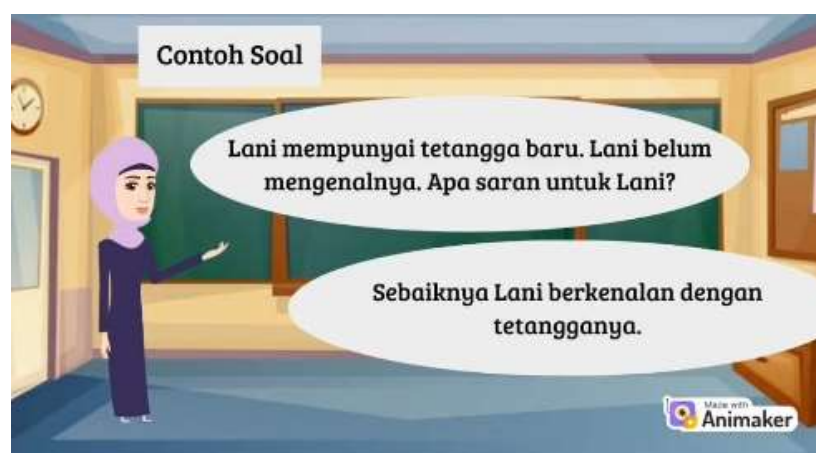 Contoh Soal
Lani mempunyai tetangga baru. Lani belum
mengenalnya. Apa saran untuk Lani?
Sebaiknya Lani berkenalan dengan
tetangganya.
Made with
Animaker